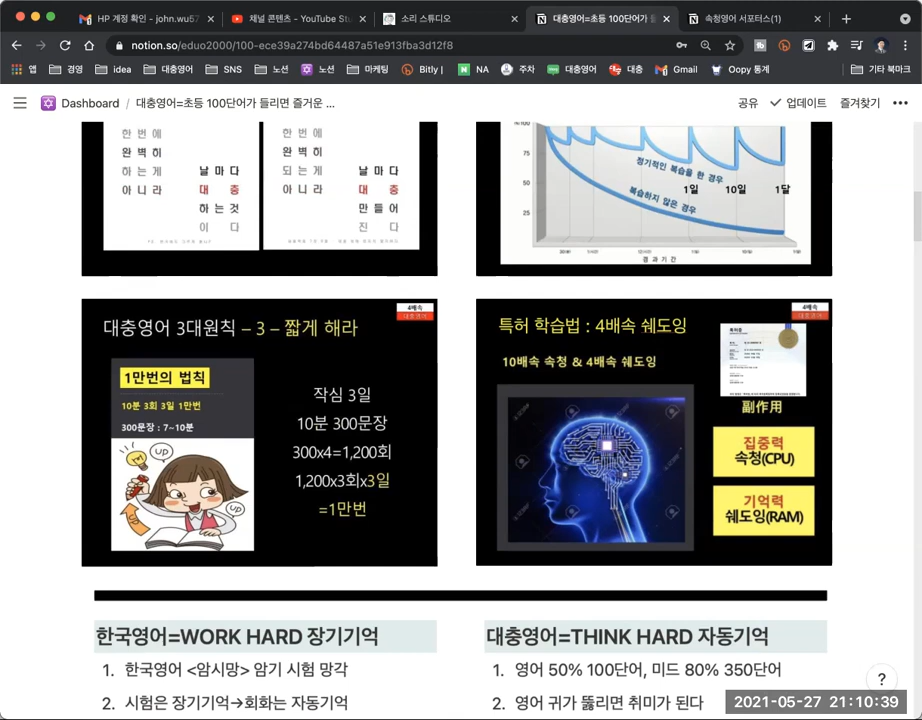 HP 계정 확인 - john.wu57
채널 콘텐츠 - YouTube Stu
소리 스튜디오
대충영어=초등 100단어가 들
속청영어 서포터스(1)
notion.so/eduo2000/100-ece39a274bd64487a51e913fba3d12f8
앱
경영
idea
대충영어
SNS
노션
노션
마케팅
Bitly |
NA
주차
대충영어
대충
Gmail
Oopy 통계
기타 북마크
Dashboard / 대충영어=초등 100단어가 들리면 즐거운 ...
공유
업데이트
즐겨찾기
한 번 에
완 벽 히
하 는 게
아 니 라
날 마 다
대 충
하 는 것
이 다
한 번 에
완 벽 히
되 는 게
아 니 라
날 마 다
대 충
만 들 어
진 다
75
50
25
정기적인 복습을 한 경우
복습하지 않은 경우
1일
10일
1달
경 과 기 간
4배속
대충영어
대충영어 3대원칙 – 3 – 짧게 해라
1만번의 법칙
10분 3회 3일 1만번
300문장 : 7~10분
UP
UP
작심 3일
10분 300문장
300x4=1,200회
1,200x3회x3일
=1만번
4배속
대충영어
특허 학습법 : 4배속 쉐도잉
10배속 속청 & 4배속 쉐도잉
副作用
집중력
속청(CPU)
기억력
쉐도잉(RAM)
한국영어=WORK HARD 장기기억
1. 한국영어 <암시망> 암기 시험 망각
2. 시험은 장기기억→회화는 자동기억
대충영어=THINK HARD 자동기억
1. 영어 50% 100단어, 미드 80% 350단어
2. 영어 귀가 뚫리면 취미가 된다
?
2021-05-27 21:10:39